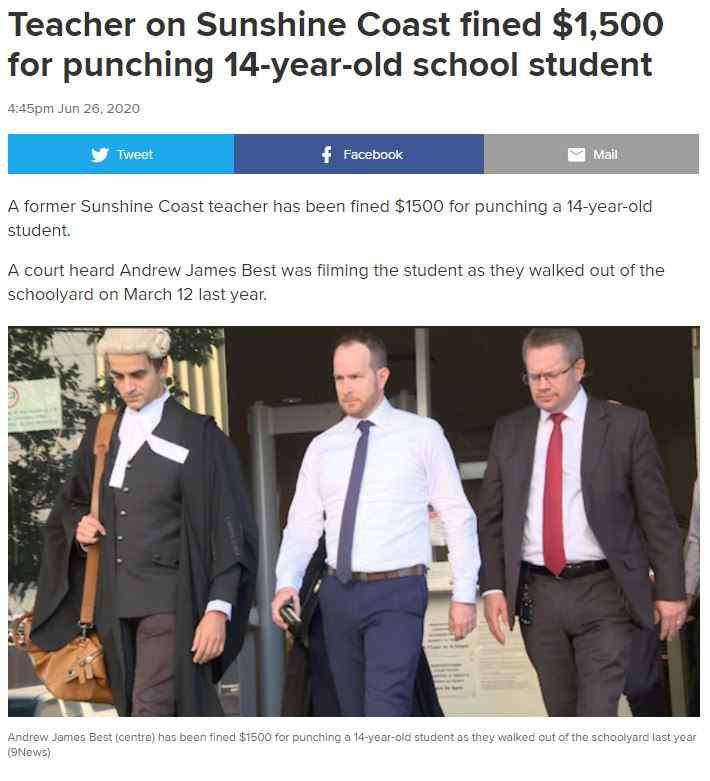 Teacher on Sunshine Coast fined $1,500
for punching 14-year-old school student
4:45pm Jun 26, 2020
Tweet
Facebook
Mail
A former Sunshine Coast teacher has been fined $1500 for punching a 14-year-old
student.
A court heard Andrew James Best was filming the student as they walked out of the
schoolyard on March 12 last year.
Andrew James Best (centre) has been fined $1500 for punching a 14-year-old student as they walked out of the schoolyard last year
(9News)